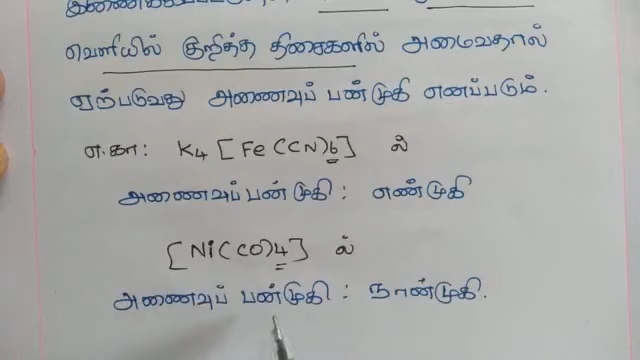 வெளியில் குறித்த திசைகளில் அமைவதால்
ஏற்படுவது அணைவுப் பன்முகி எனப்படும்.
எ.கா: K4 [Fe(CN)6] ல்
அணைவுப்பன்முகி: எண்முகி
[Ni(CO)4] ல்
அணைவுப் பன்முகி: நான்முகி.